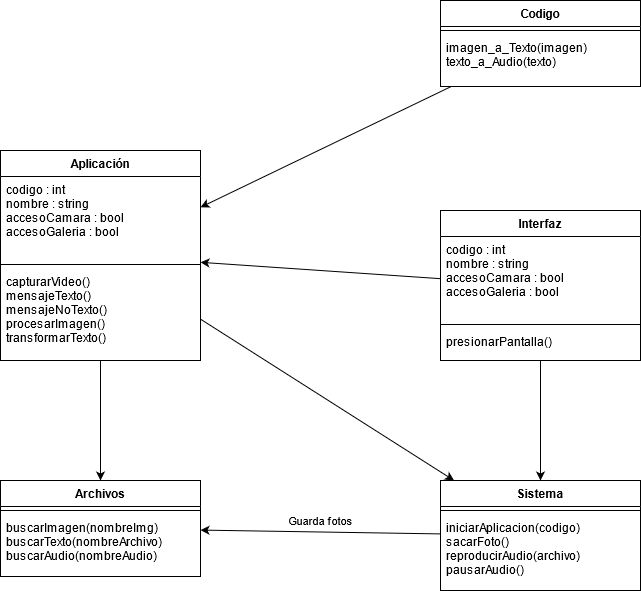 Codigo
imagen_a_Texto(imagen)
texto_a_Audio(texto)
Aplicación
codigo : int
nombre : string
accesoCamara : bool
accesoGaleria : bool
capturarVideo()
mensajeTexto()
mensajeNoTexto()
procesarImagen()
transformarTexto()
Interfaz
codigo : int
nombre : string
accesoCamara : bool
accesoGaleria : bool
presionarPantalla()
Archivos
buscarImagen(nombreImg)
buscarTexto(nombreArchivo)
buscarAudio(nombreAudio)
Guarda fotos
Sistema
iniciarAplicacion(codigo)
sacarFoto()
reproducirAudio(archivo)
pausarAudio()